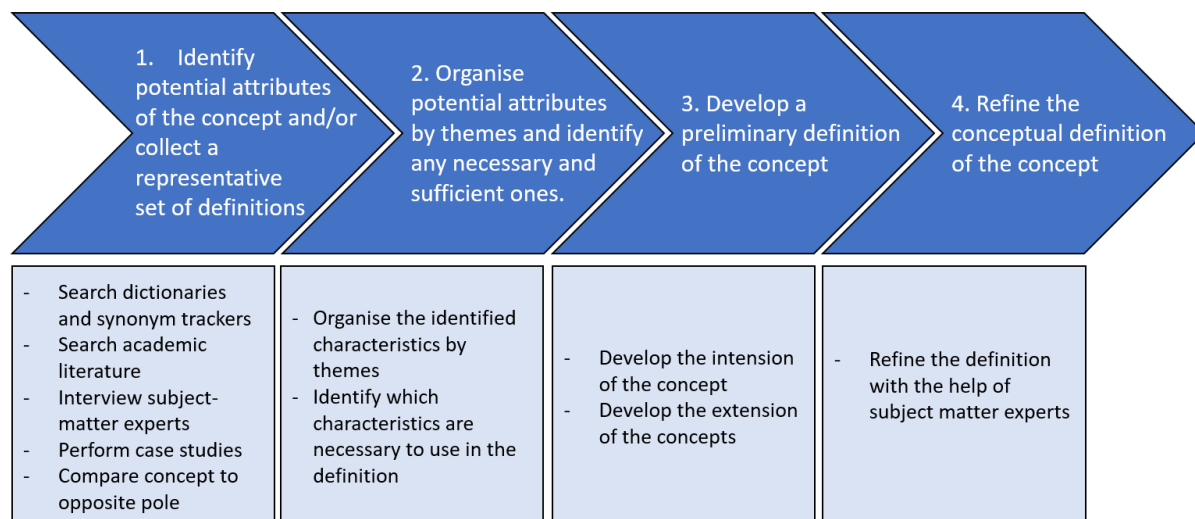 1. Identify
potential attributes
of the concept and/or
collect a
representative
set of definitions
2. Organise
potential attributes
by themes and identify
any necessary and
sufficient ones.
3. Develop a
preliminary definition
of the concept
4. Refine the
conceptual definition
of the concept
- Search dictionaries
and synonym trackers
- Search academic
literature
- Interview subject-
matter experts
- Perform case studies
- Compare concept to
opposite pole
- Organise the identified
characteristics by
themes
- Identify which
characteristics are
necessary to use in the
definition
- Develop the intension
of the concept
- Develop the extension
of the concepts
- Refine the definition
with the help of
subject matter experts